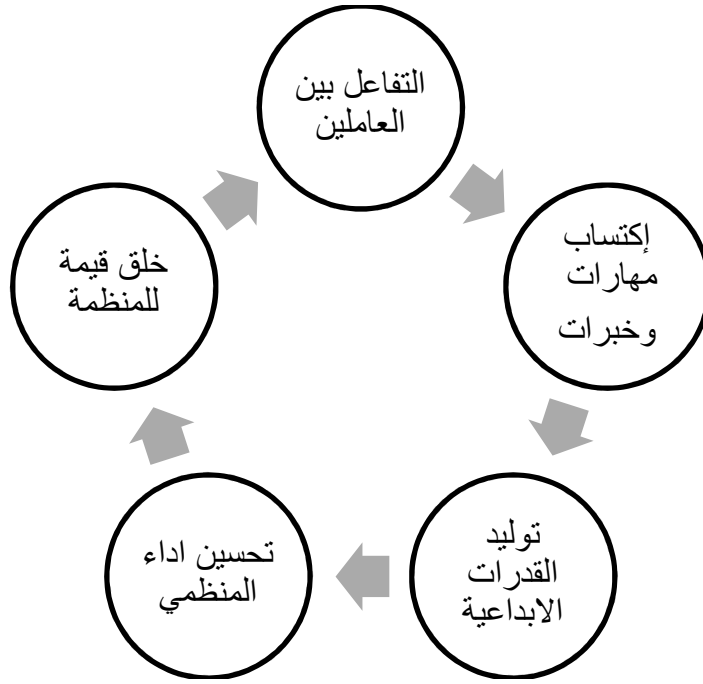 التفاعل بين
العاملين
إكتساب
مهارات
وخبرات
توليد
القدرات
الابداعية
تحسين اداء
المنظمي
خلق قيمة
للمنظمة